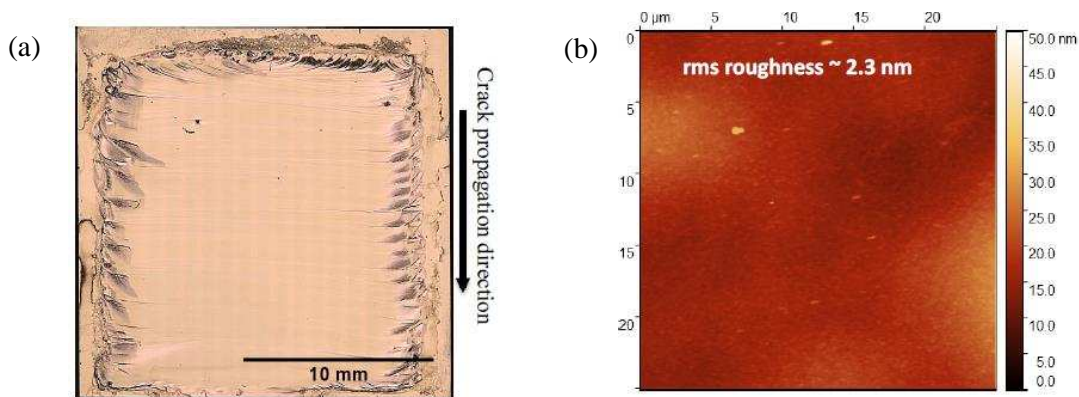 (a)
Crack propagation direction
10 mm
(b)
0 µm 5 10 15 20
0
5
10
15
20
rms roughness ~ 2.3 nm
50.0 nm
45.0
40.0
35.0
30.0
25.0
20.0
15.0
10.0
5.0
0.0